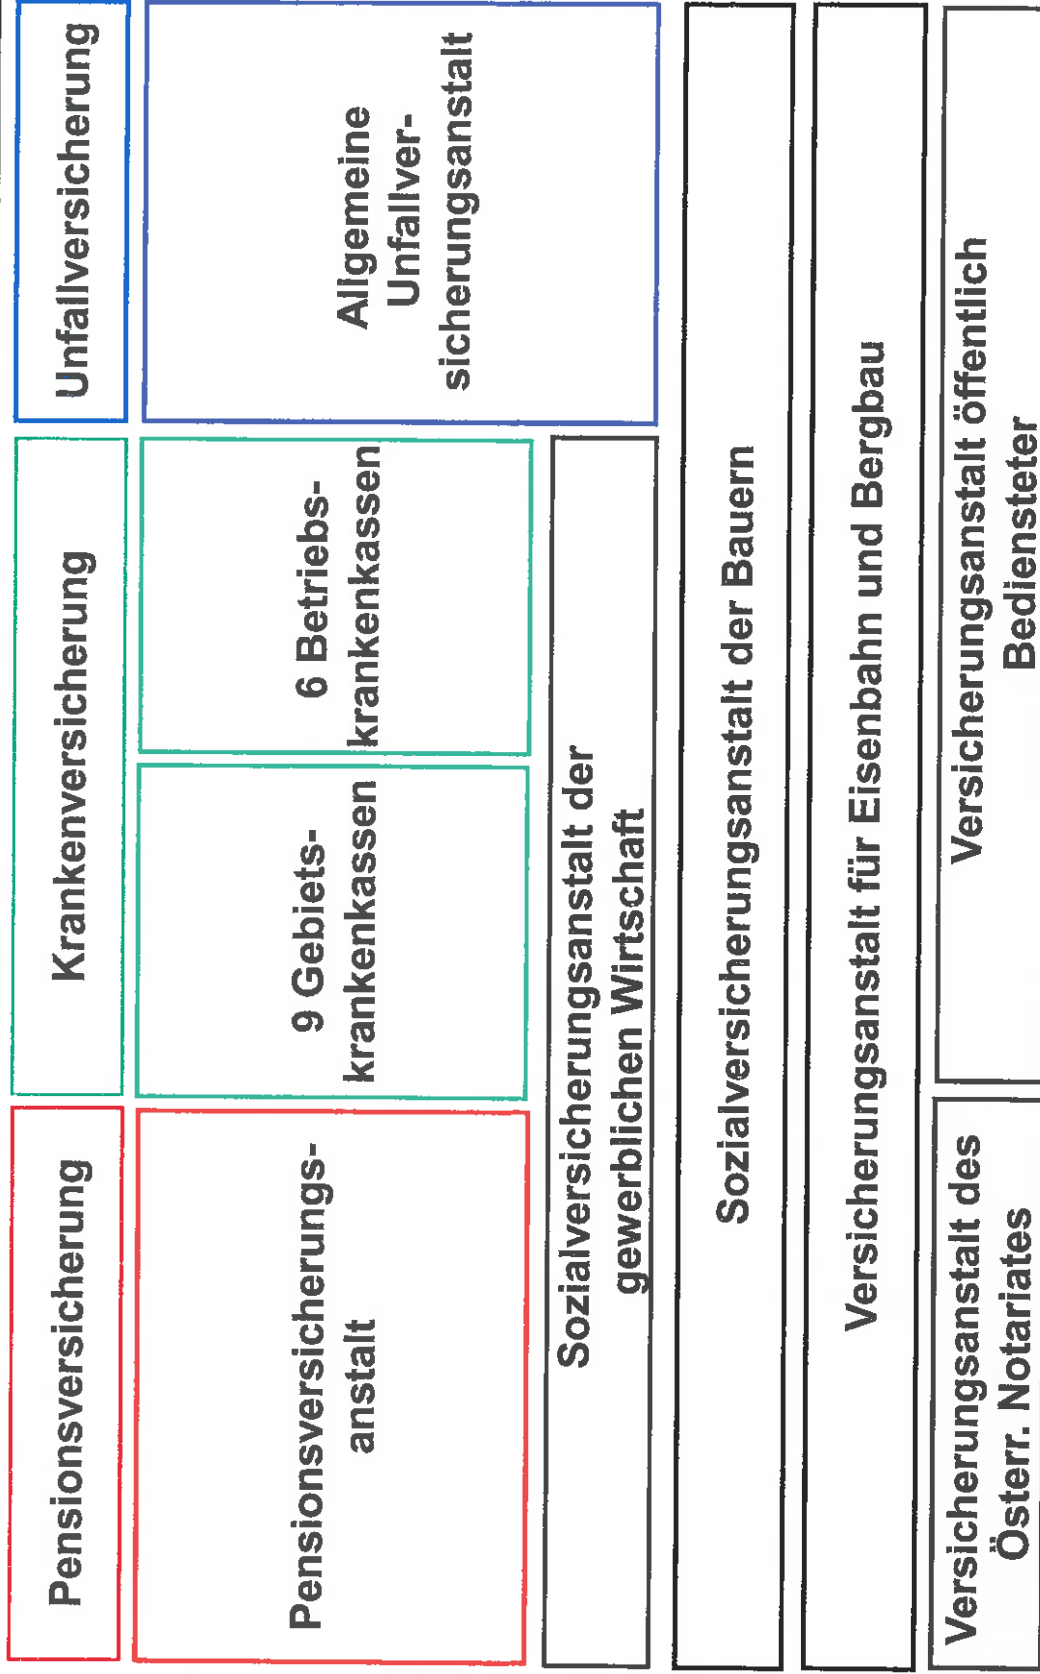 Pensionsversicherung
Krankenversicherung
Unfallversicherung
Pensionsversicherungs-
anstalt
9 Gebiets-
krankenkassen
6 Betriebs-
krankenkassen
Allgemeine
Unfallver-
sicherungsanstalt
Sozialversicherungsanstalt der
gewerblichen Wirtschaft
Sozialversicherungsanstalt der Bauern
Versicherungsanstalt für Eisenbahn und Bergbau
Versicherungsanstalt des
Österr. Notariates
Versicherungsanstalt öffentlich
Bediensteter